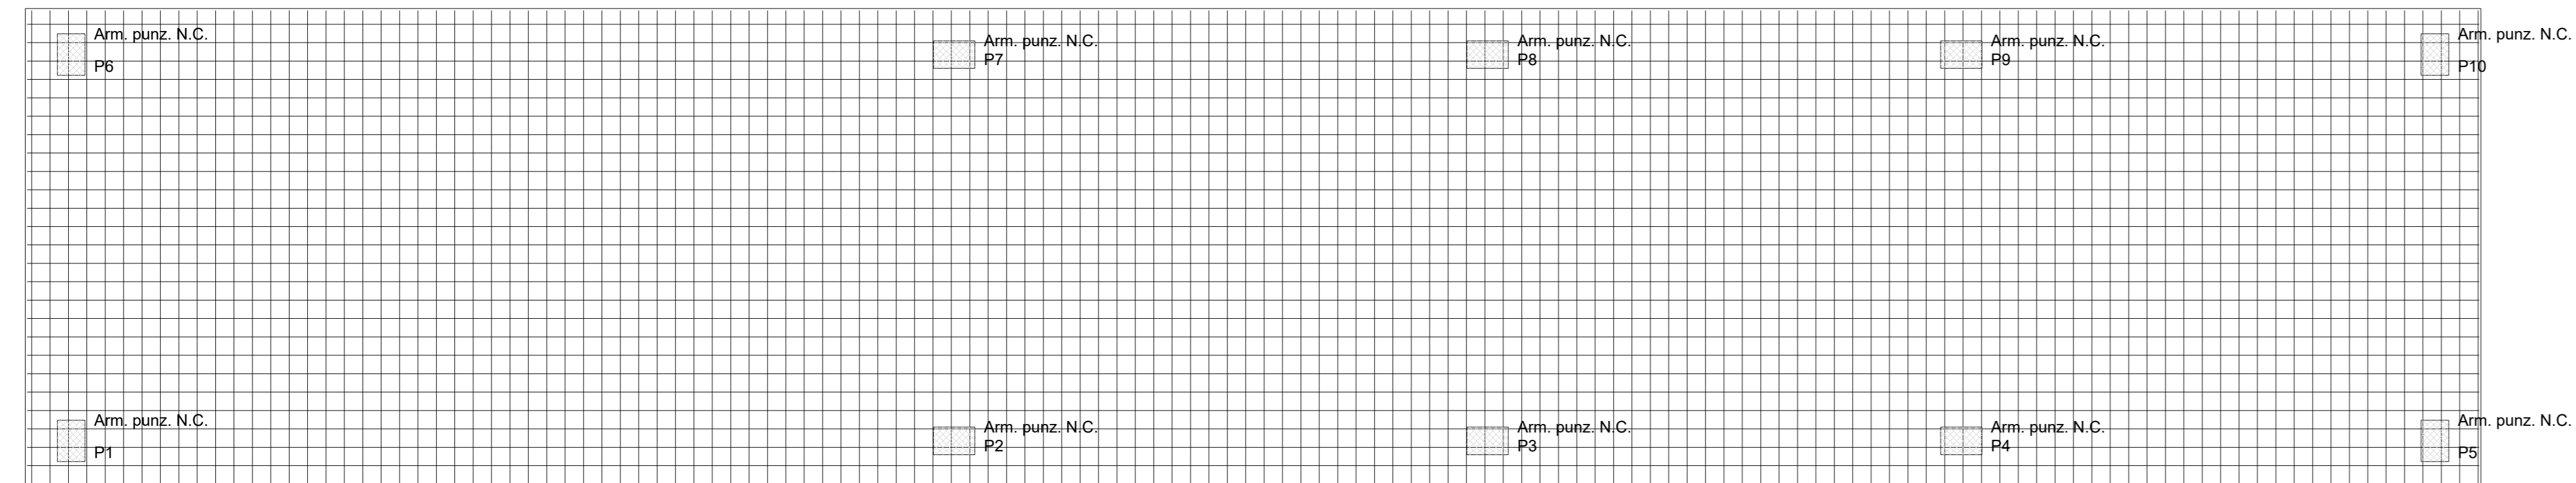 Arm. punz. N.C.
P6
Arm. punz. N.C.
P7
Arm. punz. N.C.
P8
Arm. punz. N.C.
P9
Arm. punz. N.C.
P10
Arm. punz. N.C.
P1
Arm. punz. N.C.
P2
Arm. punz. N.C.
P3
Arm. punz. N.C.
P4
Arm. punz. N.C.
P5